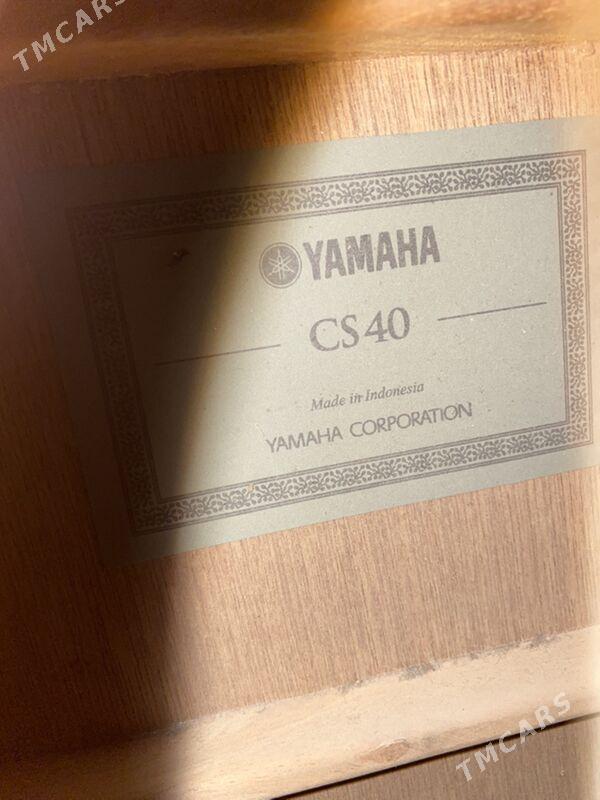 TMCARS
YAMAHA
CS40
Made in Indonesia
YAMAHA CORPORATION
TMCARS